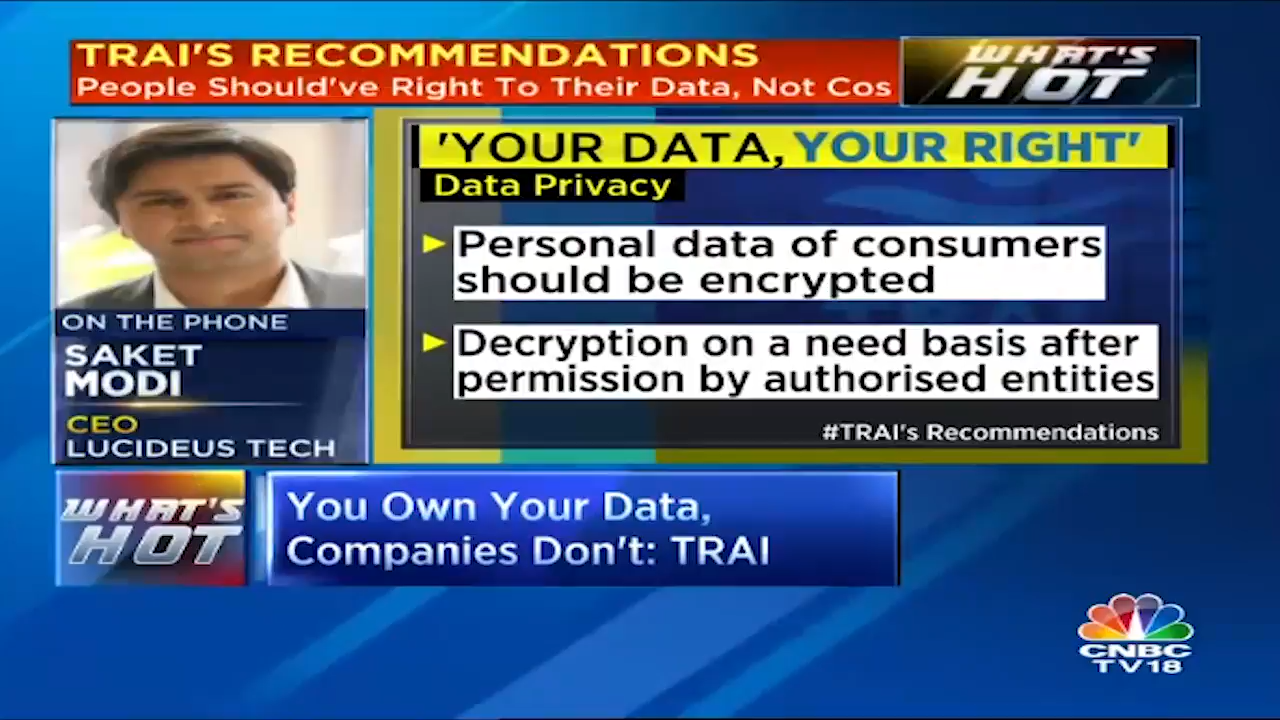 TRAI'S RECOMMENDATIONS
People Should've Right To Their Data, Not Cos
WHAT'S
HOT
'YOUR DATA, YOUR RIGHT'
Data Privacy
Personal data of consumers
should be encrypted
Decryption on a need basis after
permission by authorised entities
#TRAI's Recommendations
ON THE PHONE
SAKET
MODI
CEO
LUCIDEUS TECH
WHAT'S
HOT
You Own Your Data,
Companies Don't: TRAI
CNBC
TV18